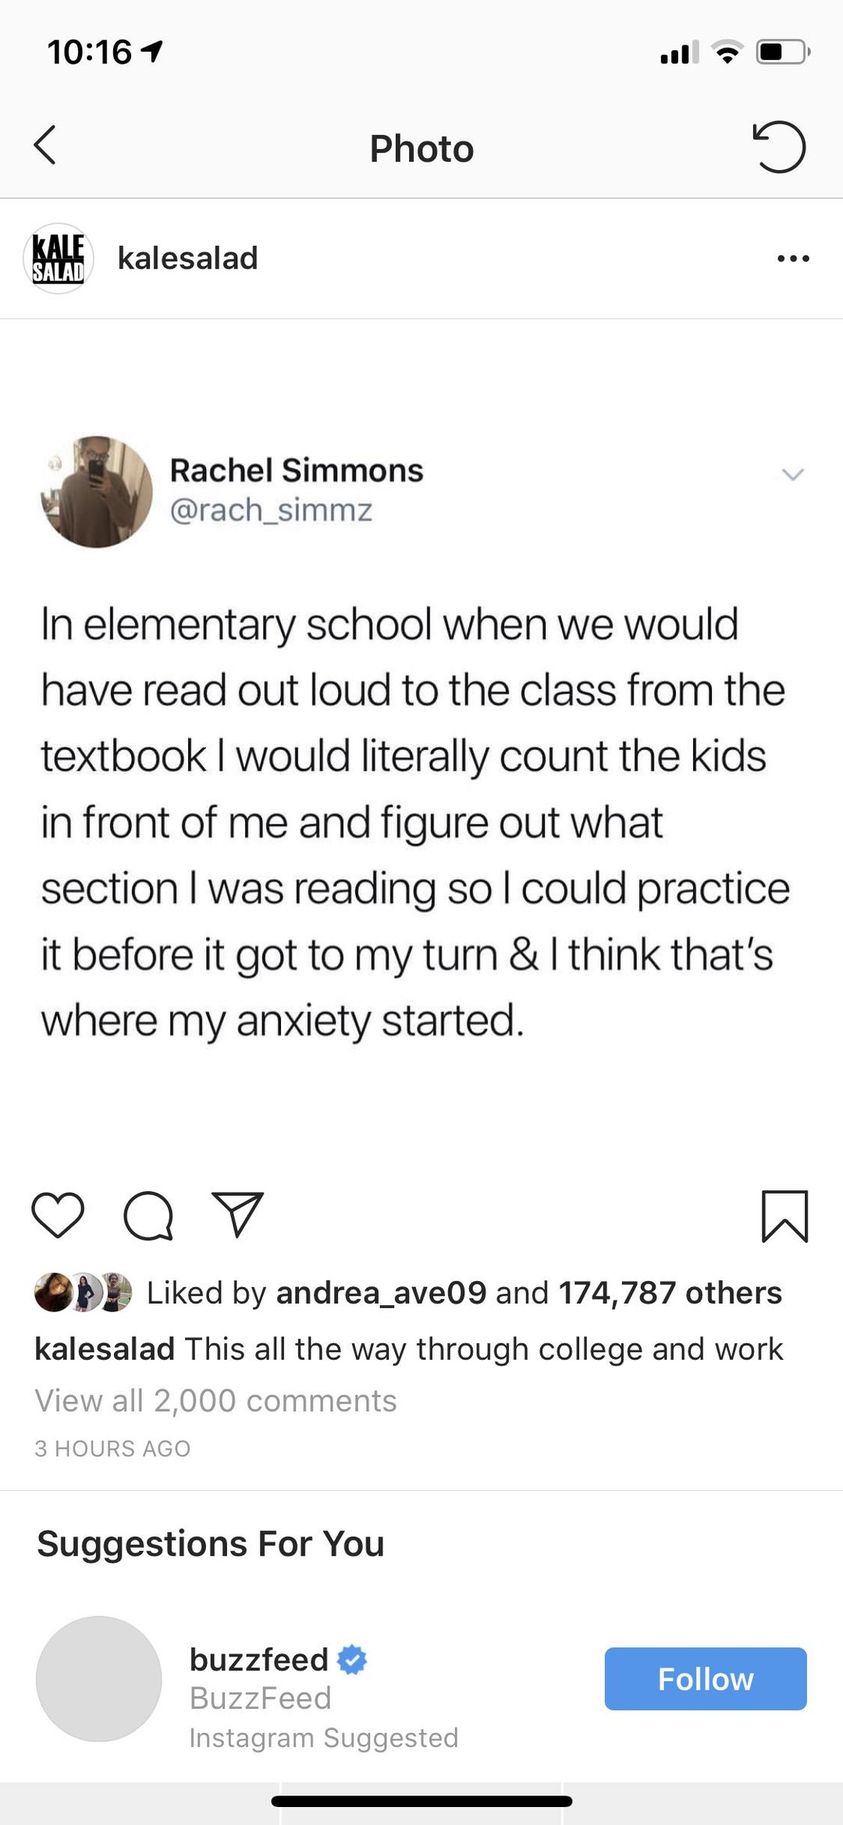 10:16
Photo
KALE
SALAD
kalesalad
Rachel Simmons
@rach_simmz
In elementary school when we would
have read out loud to the class from the
textbook I would literally count the kids
in front of me and figure out what
section I was reading so I could practice
it before it got to my turn & I think that's
where my anxiety started.
Liked by andrea_ave09 and 174,787 others
kalesalad This all the way through college and work
View all 2,000 comments
3 HOURS AGO
Suggestions For You
buzzfeed
BuzzFeed
Instagram Suggested
Follow